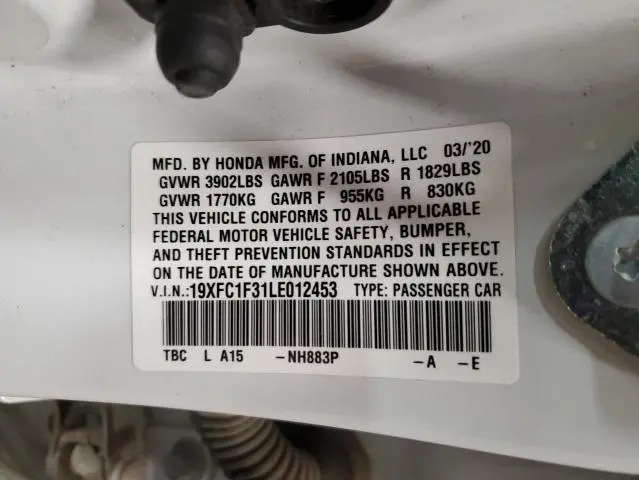 MFD. BY HONDA MFG. OF INDIANA, LLC 03/'20
GVWR 3902LBS GAWR F 2105LBS R 1829LBS
GVWR 1770KG GAWR F 955KG R 830KG
THIS VEHICLE CONFORMS TO ALL APPLICABLE
FEDERAL MOTOR VEHICLE SAFETY, BUMPER,
AND THEFT PREVENTION STANDARDS IN EFFECT
ON THE DATE OF MANUFACTURE SHOWN ABOVE.
V.I.N.:19XFC1F31LE012453 TYPE: PASSENGER CAR
TBC L A15 -NH883P -A -E